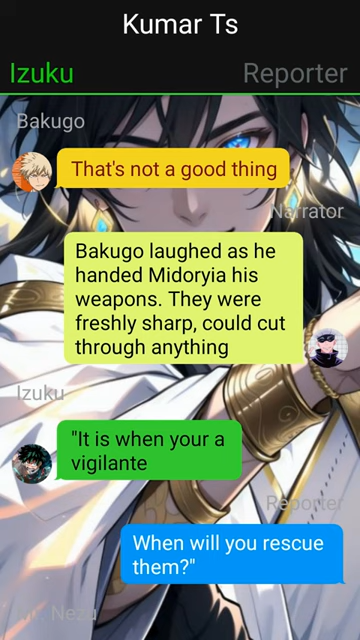 Kumar Ts
Izuku Reporter
Bakugo
That's not a good thing
Narrator
Bakugo laughed as he
handed Midoryia his
weapons. They were
freshly sharp, could cut
through anything
Izuku
"It is when your a
vigilante
Reporter
When will you rescue
them?"
Mr. Nezu